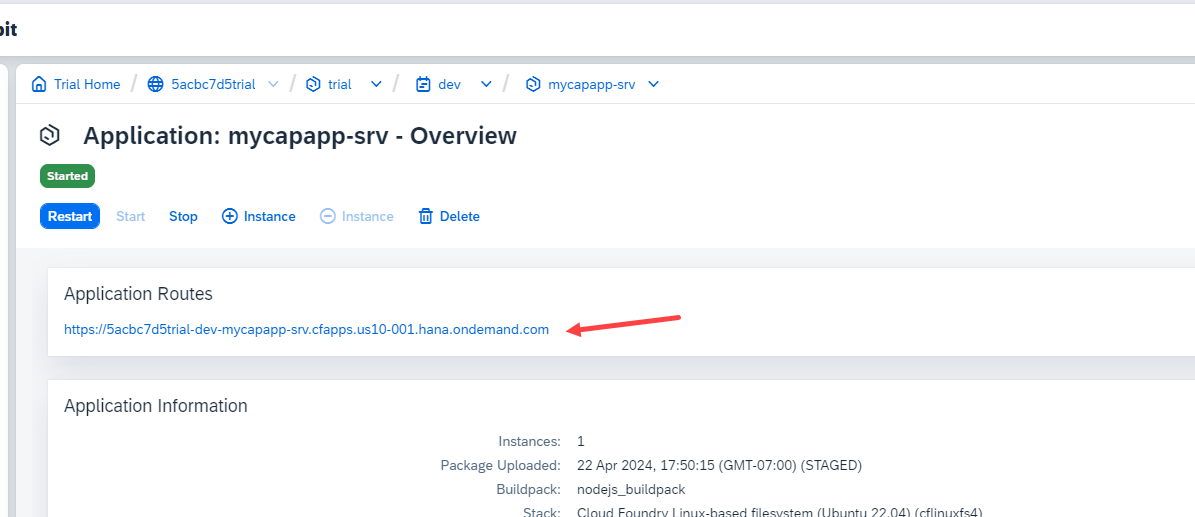 Trial Home / 5acbc7d5trial / trial / dev / mycapapp-srv
Application: mycapapp-srv - Overview
Started
Restart Start Stop Instance Instance Delete
Application Routes
https://5acbc7d5trial-dev-mycapapp-srv.cfapps.us10-001.hana.ondemand.com
Application Information
Instances: 1
Package Uploaded: 22 Apr 2024, 17:50:15 (GMT-07:00) (STAGED)
Buildpack: nodejs_buildpack
Stack: Cloud Foundry Linux-based filesystem (Ubuntu 22.04) (cflinuxfs4)